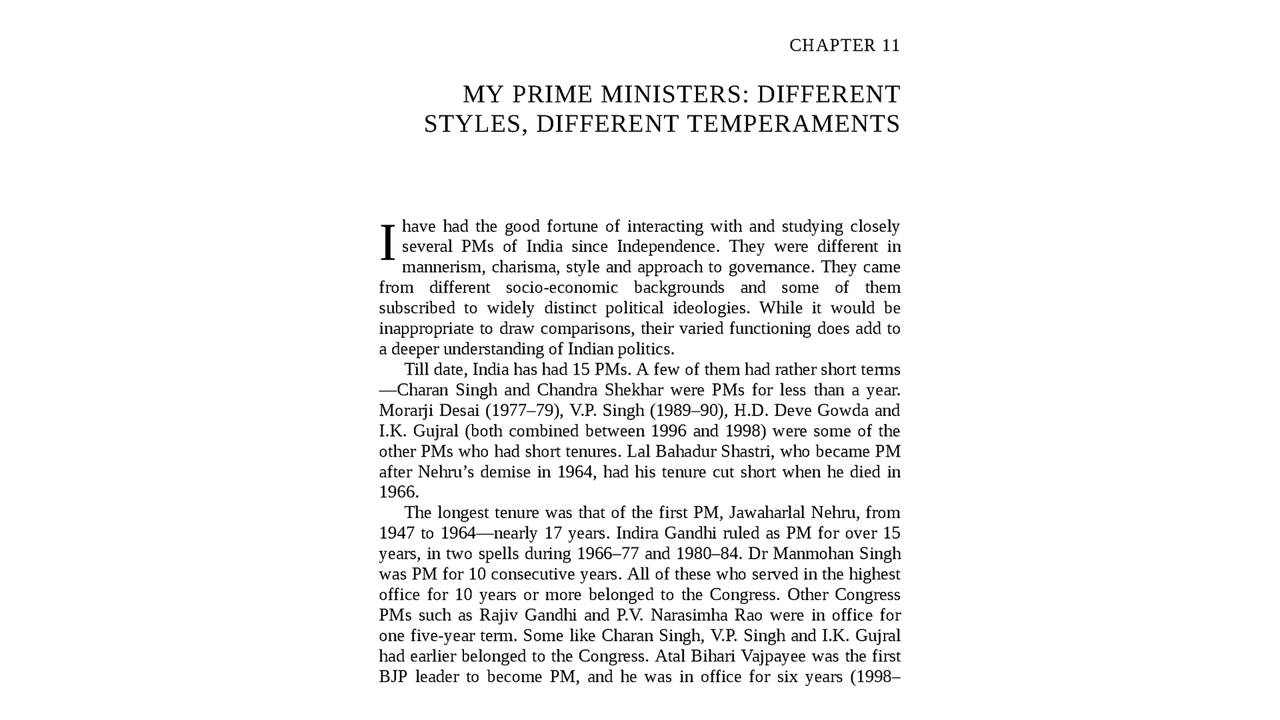 CHAPTER 11
MY PRIME MINISTERS: DIFFERENT
STYLES, DIFFERENT TEMPERAMENTS
I have had the good fortune of interacting with and studying closely
several PMs of India since Independence. They were different in
mannerism, charisma, style and approach to governance. They came
from different socio-economic backgrounds and some of them
subscribed to widely distinct political ideologies. While it would be
inappropriate to draw comparisons, their varied functioning does add to
a deeper understanding of Indian politics.
Till date, India has had 15 PMs. A few of them had rather short terms
—Charan Singh and Chandra Shekhar were PMs for less than a year.
Morarji Desai (1977–79), V.P. Singh (1989–90), H.D. Deve Gowda and
I.K. Gujral (both combined between 1996 and 1998) were some of the
other PMs who had short tenures. Lal Bahadur Shastri, who became PM
after Nehru’s demise in 1964, had his tenure cut short when he died in
1966.
The longest tenure was that of the first PM, Jawaharlal Nehru, from
1947 to 1964—nearly 17 years. Indira Gandhi ruled as PM for over 15
years, in two spells during 1966–77 and 1980–84. Dr Manmohan Singh
was PM for 10 consecutive years. All of these who served in the highest
office for 10 years or more belonged to the Congress. Other Congress
PMs such as Rajiv Gandhi and P.V. Narasimha Rao were in office for
one five-year term. Some like Charan Singh, V.P. Singh and I.K. Gujral
had earlier belonged to the Congress. Atal Bihari Vajpayee was the first
BJP leader to become PM, and he was in office for six years (1998–